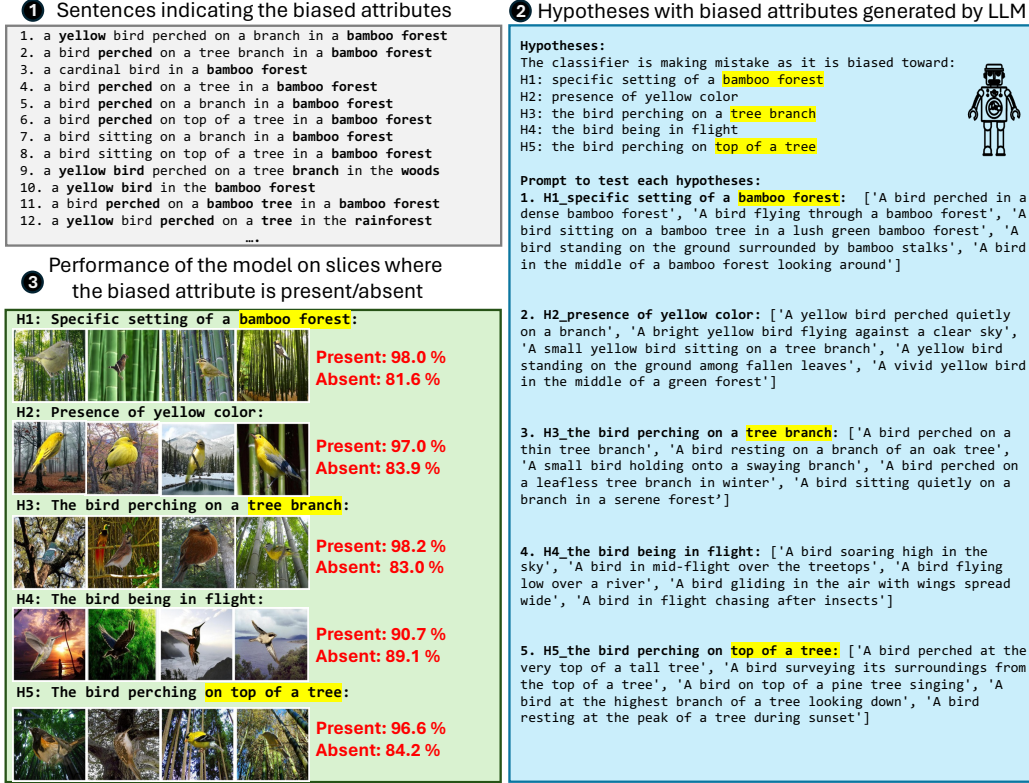 1 Sentences indicating the biased attributes
1. a yellow bird perched on a branch in a bamboo forest
2. a bird perched on a tree branch in a bamboo forest
3. a cardinal bird in a bamboo forest
4. a bird perched on a tree in a bamboo forest
5. a bird perched on a branch in a bamboo forest
6. a bird perched on top of a tree in a bamboo forest
7. a bird sitting on a branch in a bamboo forest
8. a bird sitting on top of a tree in a bamboo forest
9. a yellow bird perched on a tree branch in the woods
10. a yellow bird in the bamboo forest
11. a bird perched on a bamboo tree in a bamboo forest
12. a yellow bird perched on a tree in the rainforest
….
3 Performance of the model on slices where
the biased attribute is present/absent
H1: Specific setting of a bamboo forest:
Present: 98.0 %
Absent: 81.6 %
H2: Presence of yellow color:
Present: 97.0 %
Absent: 83.9 %
H3: The bird perching on a tree branch:
Present: 98.2 %
Absent: 83.0 %
H4: The bird being in flight:
Present: 90.7 %
Absent: 89.1 %
H5: The bird perching on top of a tree:
Present: 96.6 %
Absent: 84.2 %
2 Hypotheses with biased attributes generated by LLM
Hypotheses:
The classifier is making mistake as it is biased toward:
H1: specific setting of a bamboo forest
H2: presence of yellow color
H3: the bird perching on a tree branch
H4: the bird being in flight
H5: the bird perching on top of a tree
Prompt to test each hypotheses:
1. H1_specific setting of a bamboo forest: ['A bird perched in a
dense bamboo forest', 'A bird flying through a bamboo forest', 'A
bird sitting on a bamboo tree in a lush green bamboo forest', 'A
bird standing on the ground surrounded by bamboo stalks', 'A bird
in the middle of a bamboo forest looking around']
2. H2_presence of yellow color: ['A yellow bird perched quietly
on a branch', 'A bright yellow bird flying against a clear sky',
'A small yellow bird sitting on a tree branch', 'A yellow bird
standing on the ground among fallen leaves', 'A vivid yellow bird
in the middle of a green forest']
3. H3_the bird perching on a tree branch: ['A bird perched on a
thin tree branch', 'A bird resting on a branch of an oak tree',
'A small bird holding onto a swaying branch', 'A bird perched on
a leafless tree branch in winter', 'A bird sitting quietly on a
branch in a serene forest’]
4. H4_the bird being in flight: ['A bird soaring high in the
sky', 'A bird in mid-flight over the treetops', 'A bird flying
low over a river', 'A bird gliding in the air with wings spread
wide', 'A bird in flight chasing after insects']
5. H5_the bird perching on top of a tree: ['A bird perched at the
very top of a tall tree', 'A bird surveying its surroundings from
the top of a tree', 'A bird on top of a pine tree singing', 'A
bird at the highest branch of a tree looking down', 'A bird
resting at the peak of a tree during sunset']